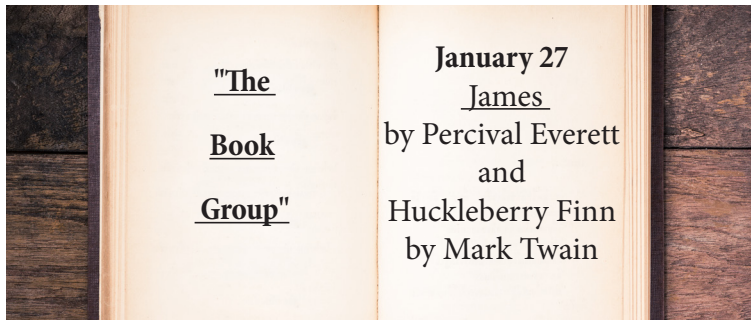 "The
Book
Group"
January 27
James
by Percival Everett
and
Huckleberry Finn
by Mark Twain